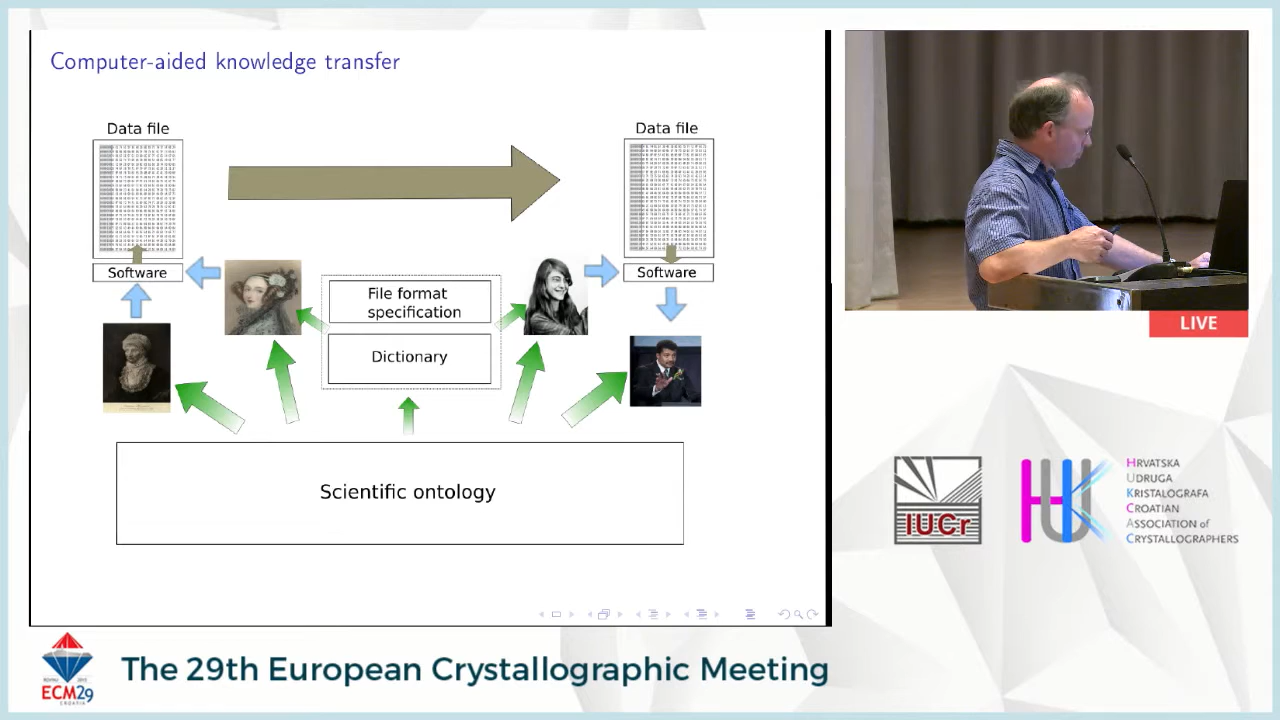 Computer-aided knowledge transfer
Data file
Data file
Software
Software
File format
specification
Dictionary
Scientific ontology
LIVE
IUCr
HRVATSKA
UDRUGA
KRISTALOGRAFA
CROATIAN
ASSOCIATION of
CRYSTALLOGRAPHERS
ECM29
CROATIA
The 29th European Crystallographic Meeting